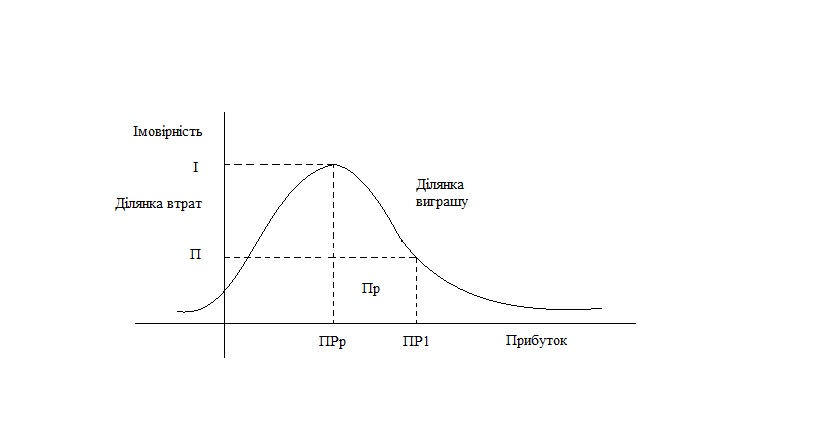 Імовірність
І
Ділянка втрат
Ділянка
виграшу
П
Пр
ПРр
ПР1
Прибуток